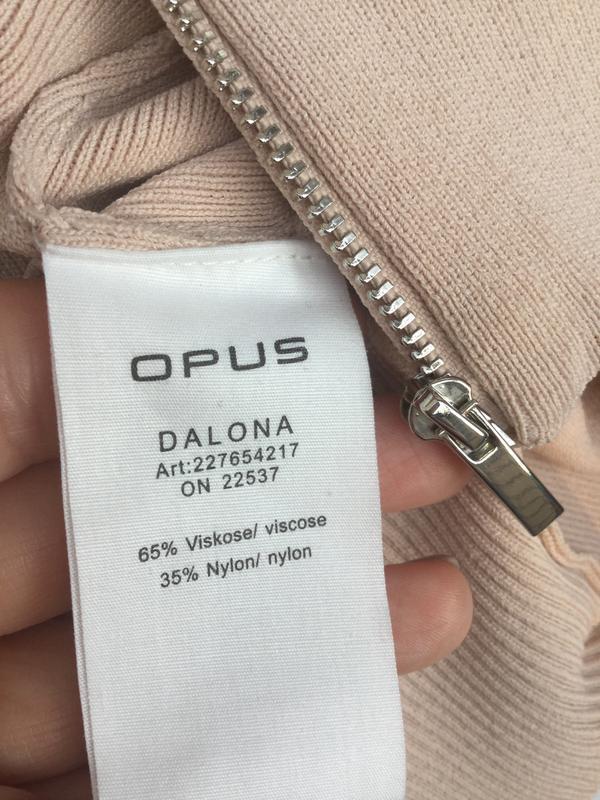 OPUS
DALONA
Art:227654217
ON 22537
65% Viskose/ viscose
35% Nylon/ nylon